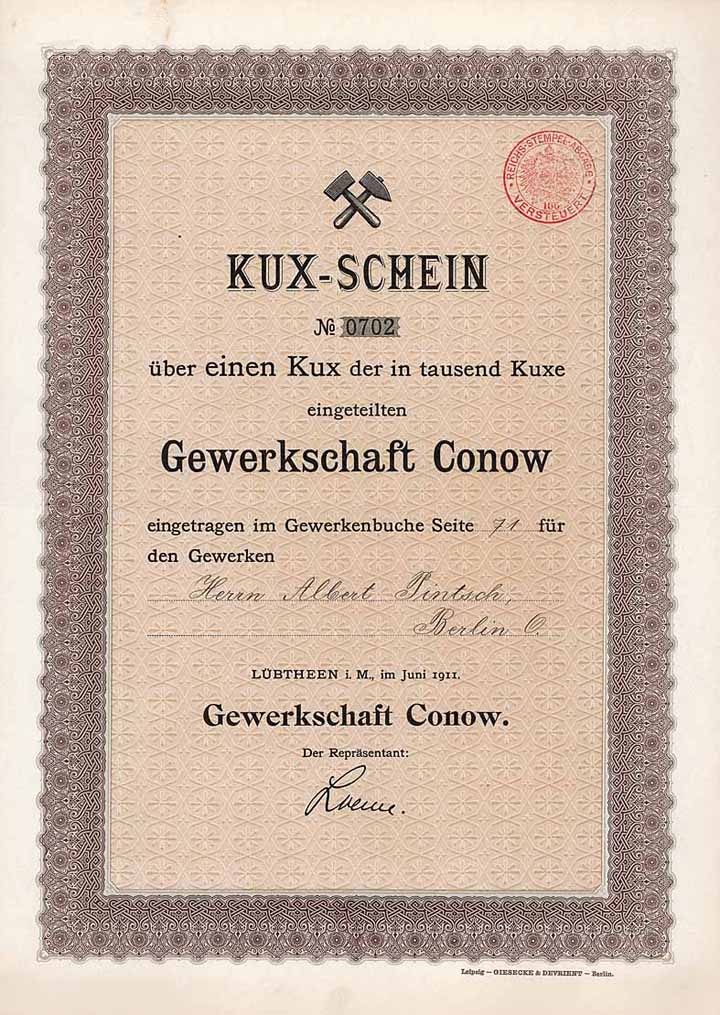 REICHS-STEMPEL-ABGABE
VERSTEUERT
KUX-SCHEIN
№ 0702
über einen Kux der in tausend Kuxe
eingeteilten
Gewerkschaft Conow
eingetragen im Gewerkenbuche Seite 71 für
den Gewerken
Herrn Albert Pintsch,
Berlin O.
LÜBTHEEN i. M., im Juni 1911.
Gewerkschaft Conow.
Der Repräsentant:
Leipzig — GIESECKE & DEVRIENT — Berlin.